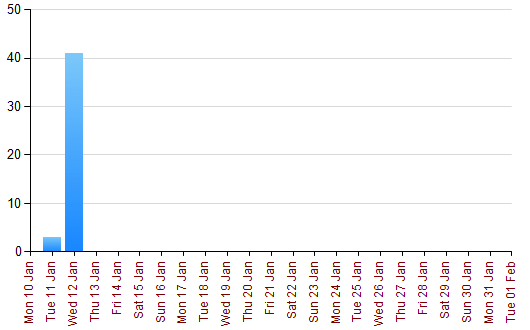 50
40
30
20
10
0
Mon 10 Jan
Tue 11 Jan
Wed 12 Jan
Thu 13 Jan
Fri 14 Jan
Sat 15 Jan
Sun 16 Jan
Mon 17 Jan
Tue 18 Jan
Wed 19 Jan
Thu 20 Jan
Fri 21 Jan
Sat 22 Jan
Sun 23 Jan
Mon 24 Jan
Tue 25 Jan
Wed 26 Jan
Thu 27 Jan
Fri 28 Jan
Sat 29 Jan
Sun 30 Jan
Mon 31 Jan
Tue 01 Feb